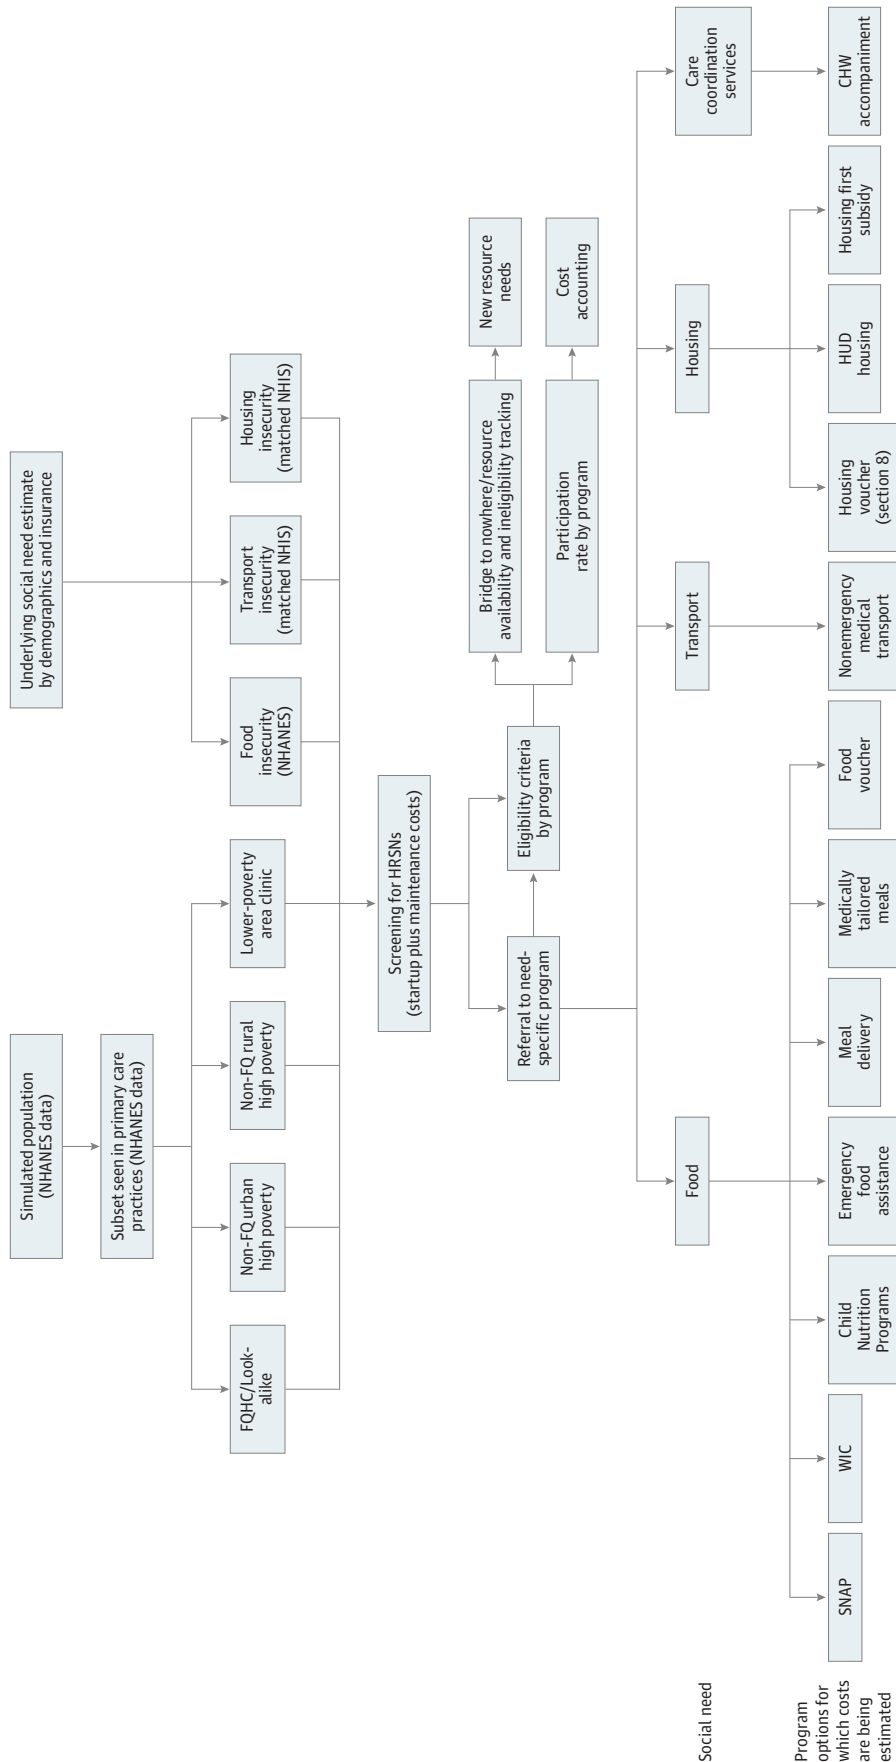 Simulated population
(NHANES data)
Underlying social need estimate
by demographics and insurance
Subset seen in primary care
practices (NHANES data)
FQHC/Look-
alike
Non-FQ urban
high poverty
Non-FQ rural
high poverty
Lower-poverty
area clinic
Food
insecurity
(NHANES)
Transport
insecurity
(matched NHIS)
Housing
insecurity
(matched NHIS)
Screening for HRSNs
(startup plus maintenance costs)
Referral to need-
specific program
Eligibility criteria
by program
Bridge to nowhere/resource
availability and ineligibility tracking
New resource
needs
Participation
rate by program
Cost
accounting
Social need
Food
Transport
Housing
Care
coordination
services
Program
options for
which costs
are being
estimated
SNAP
WIC
Child
Nutrition
Programs
Emergency
food
assistance
Meal
delivery
Medically
tailored
meals
Food
voucher
Nonemergency
medical
transport
Housing
voucher
(section 8)
HUD
housing
Housing first
subsidy
CHW
accompaniment